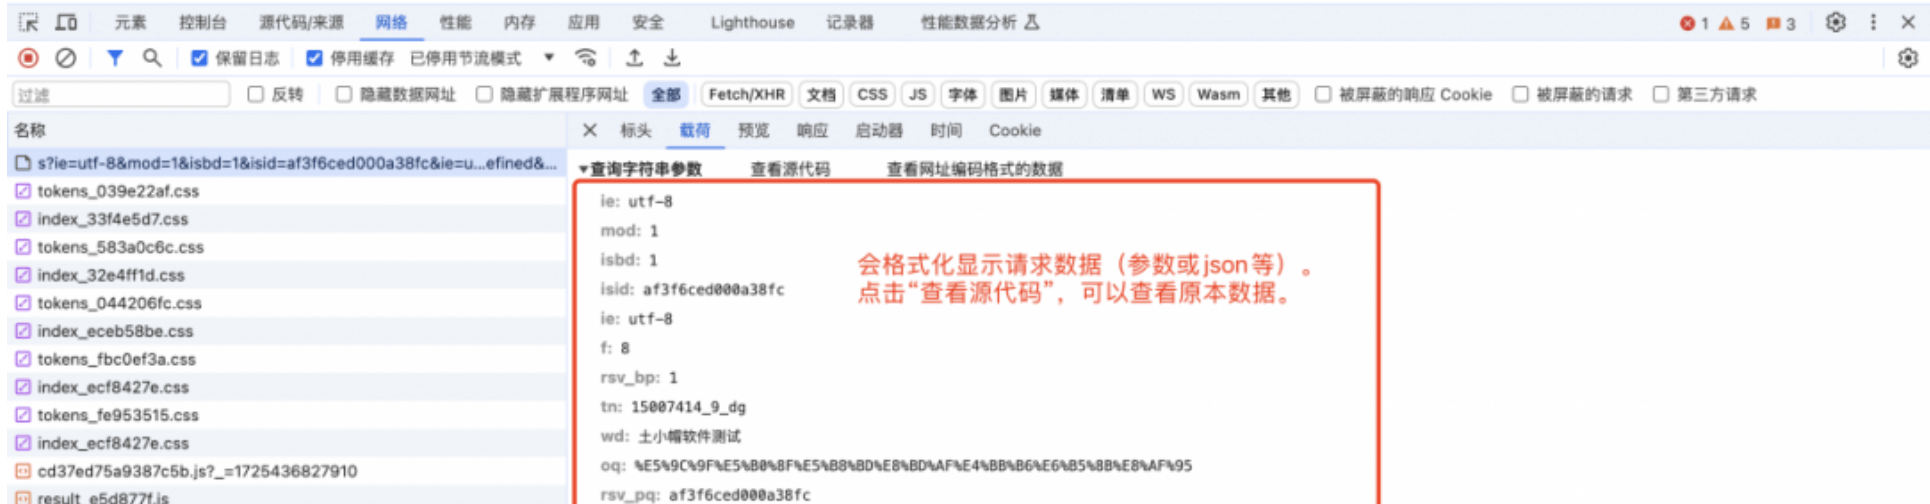 元素 控制台 源代码/来源 网络 性能 内存 应用 安全 Lighthouse 记录器 性能数据分析 1 5 3
保留日志 停用缓存 已停用节流模式
过滤 反转 隐藏数据网址 隐藏扩展程序网址 全部 Fetch/XHR 文档 CSS JS 字体 图片 媒体 清单 WS Wasm 其他 被屏蔽的响应 Cookie 被屏蔽的请求 第三方请求
名称
s?ie=utf-8&mod=1&isbd=1&isid=af3f6ced000a38fc&ie=u...efined&...
tokens_039e22af.css
index_33f4e5d7.css
tokens_583a0c6c.css
index_32e4ff1d.css
tokens_044206fc.css
index_eceb58be.css
tokens_fbc0ef3a.css
index_ecf8427e.css
tokens_fe953515.css
index_ecf8427e.css
cd37ed75a9387c5b.js?_=1725436827910
result_e5d877f.js
标头 载荷 预览 响应 启动器 时间 Cookie
查询字符串参数 查看源代码 查看网址编码格式的数据
ie: utf-8
mod: 1
isbd: 1
isid: af3f6ced000a38fc
ie: utf-8
f: 8
rsv_bp: 1
tn: 15007414_9_dg
wd: 土小帽软件测试
oq: %E5%9C%9F%E5%B0%8F%E5%B8%BD%E8%BD%AF%E4%BB%B6%E6%B5%8B%E8%AF%95
rsv_pq: af3f6ced000a38fc
会格式化显示请求数据（参数或json等）。
点击“查看源代码”，可以查看原本数据。